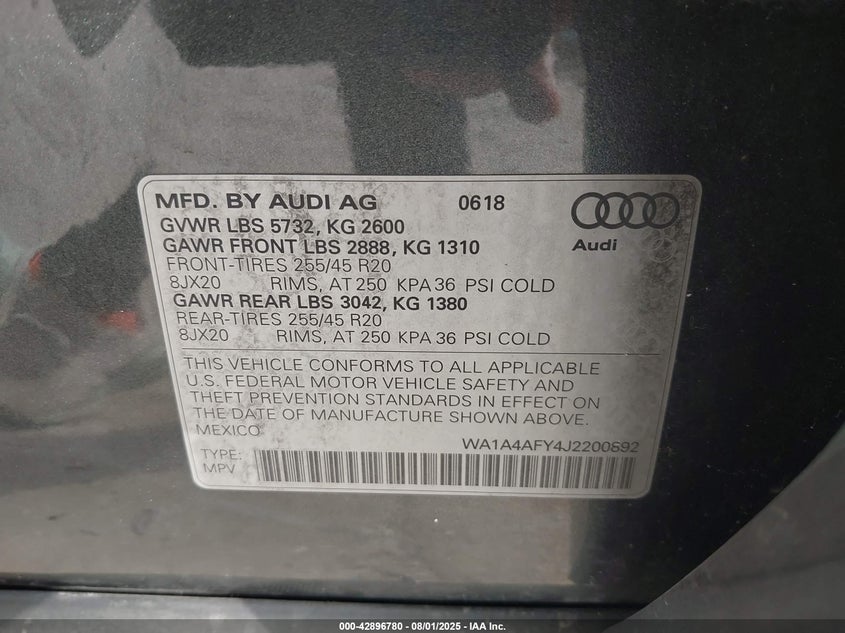 MFD. BY AUDI AG 0618
GVWR LBS 5732, KG 2600
GAWR FRONT LBS 2888, KG 1310
Audi
FRONT-TIRES 255/45 R20
8JX20 RIMS, AT 250 KPA 36 PSI COLD
GAWR REAR LBS 3042, KG 1380
REAR-TIRES 255/45 R20
8JX20 RIMS, AT 250 KPA 36 PSI COLD
THIS VEHICLE CONFORMS TO ALL APPLICABLE
U.S. FEDERAL MOTOR VEHICLE SAFETY AND
THEFT PREVENTION STANDARDS IN EFFECT ON
THE DATE OF MANUFACTURE SHOWN ABOVE.
MEXICO
WA1A4AFY4J2200692
TYPE:
MPV
000-42896780 - 08/01/2025 - IAA Inc.